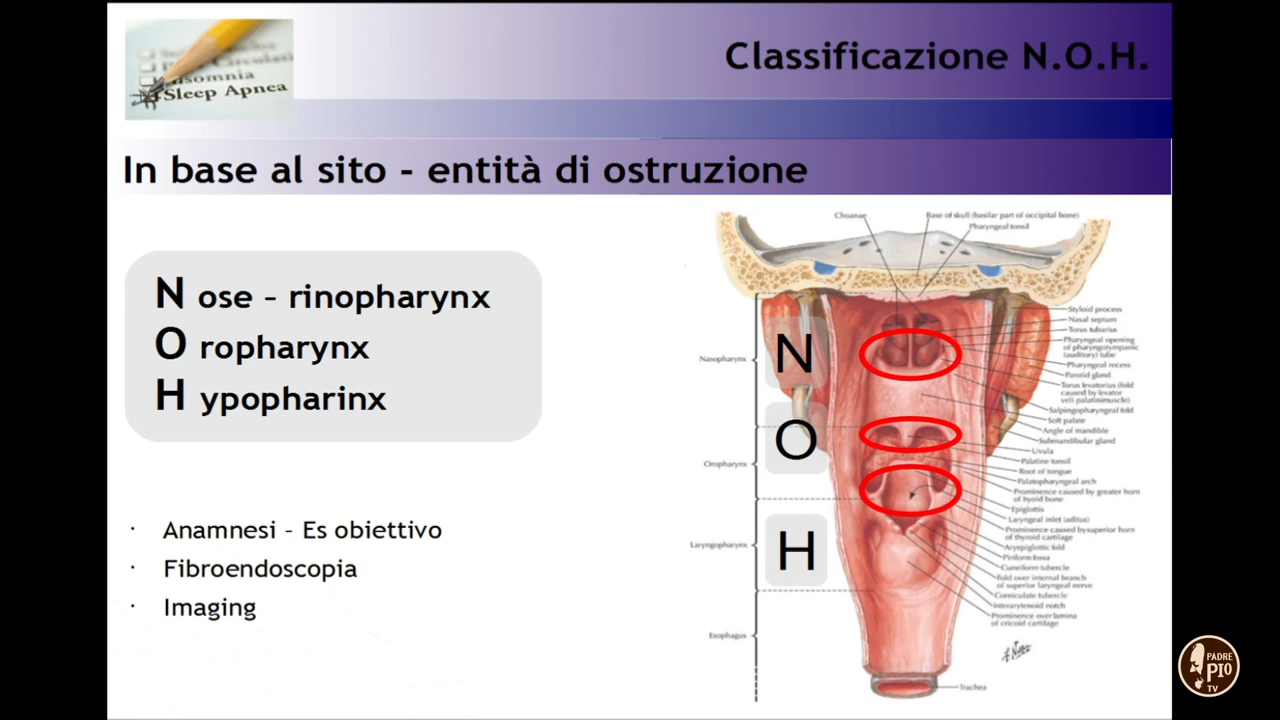 Insomnia
Sleep Apnea
Classificazione N.O.H.
In base al sito - entità di ostruzione
N ose – rinopharynx
O ropharynx
H ypopharinx
· Anamnesi – Es obiettivo
· Fibroendoscopia
· Imaging
Choanae
Base of skull (basilar part of occipital bone)
Pharyngeal tonsil
N
O
H
Nasopharynx
Oropharynx
Laryngopharynx
Esophagus
Styloid process
Nasal septum
Torus tubarius
Pharyngeal opening
of pharyngotympanic
(auditory) tube
Pharyngeal recess
Parotid gland
Torus levatorius (fold
caused by levator
veli palatini muscle)
Salpingopharyngeal fold
Soft palate
Angle of mandible
Submandibular gland
Uvula
Palatine tonsil
Root of tongue
Palatopharyngeal arch
Prominence caused by greater horn
of hyoid bone
Epiglottis
Laryngeal inlet (aditus)
Prominence caused by superior horn
of thyroid cartilage
Aryepiglottic fold
Piriform fossa
Cuneiform tubercle
Fold over internal branch
of superior laryngeal nerve
Corniculate tubercle
Interarytenoid notch
Prominence over lamina
of cricoid cartilage
Trachea
PADRE
PIO
TV